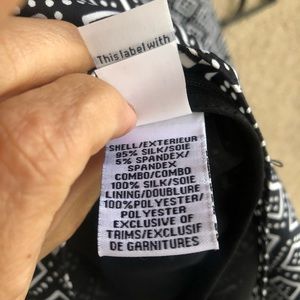 This label with
SHELL/EXTERIEUR
95% SILK/SOIE
5% SPANDEX/
SPANDEX
COMBO/COMBO
100% SILK/SOIE
LINING/DOUBLURE
100%POLYESTER/
POLYESTER
EXCLUSIVE OF
TRIMS/EXCLUSIF
DE GARNITURES